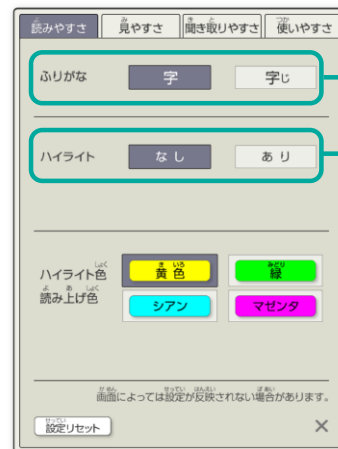 読みやすさ 見やすさ 聞き取りやすさ 使いやすさ
ふりがな 字 字じ
ハイライト なし あり
ハイライト色 黄色 緑
読み上げ色 シアン マゼンタ
画面によっては設定が反映されない場合があります。
設定リセット ×